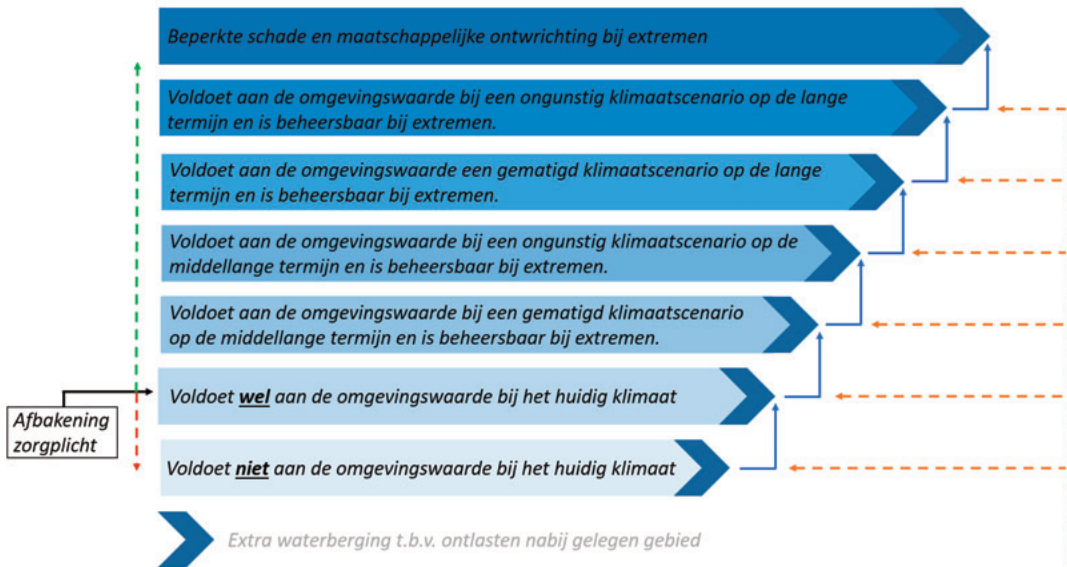 Beperkte schade en maatschappelijke ontwrichting bij extremen
Voldoet aan de omgevingswaarde bij een ongunstig klimaatscenario op de lange
termijn en is beheersbaar bij extremen.
Voldoet aan de omgevingswaarde een gematigd klimaatscenario op de lange
termijn en is beheersbaar bij extremen.
Voldoet aan de omgevingswaarde bij een ongunstig klimaatscenario op de
middellange termijn en is beheersbaar bij extremen.
Voldoet aan de omgevingswaarde bij een gematigd klimaatscenario
op de middellange termijn en is beheersbaar bij extremen.
Voldoet wel aan de omgevingswaarde bij het huidig klimaat
Afbakening
zorgplicht
Voldoet niet aan de omgevingswaarde bij het huidig klimaat
Extra waterberging t.b.v. ontlasten nabij gelegen gebied